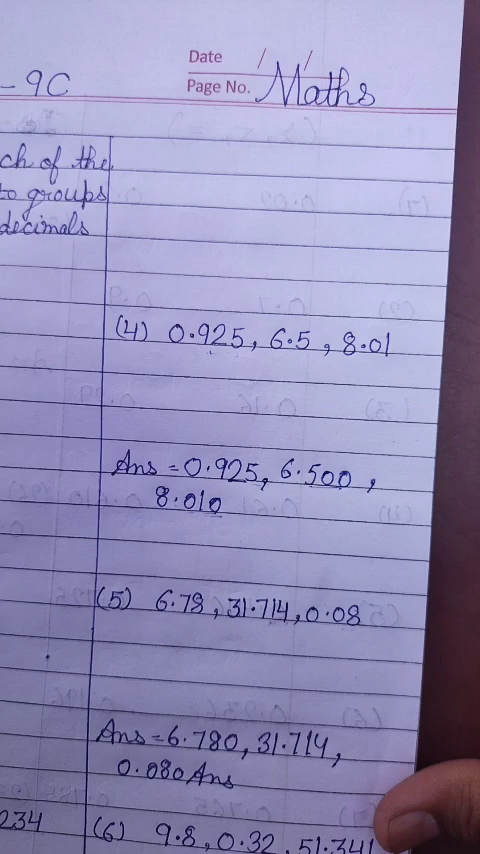 Date / /
Page No. Maths
- 9C
ch of the
to groups
decimals
(4) 0.925, 6.5, 8.01
Ans = 0.925, 6.500,
8.010
(5) 6.78, 31.714, 0.08
Ans = 6.780, 31.714,
0.080 Ans
234
(6) 9.8, 0.32, 51.341